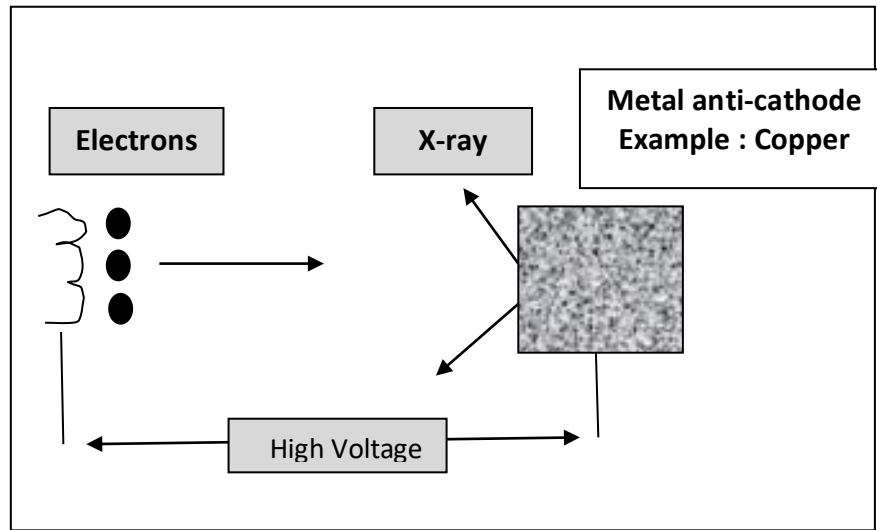 Electrons
X-ray
Metal anti-cathode
Example : Copper
High Voltage